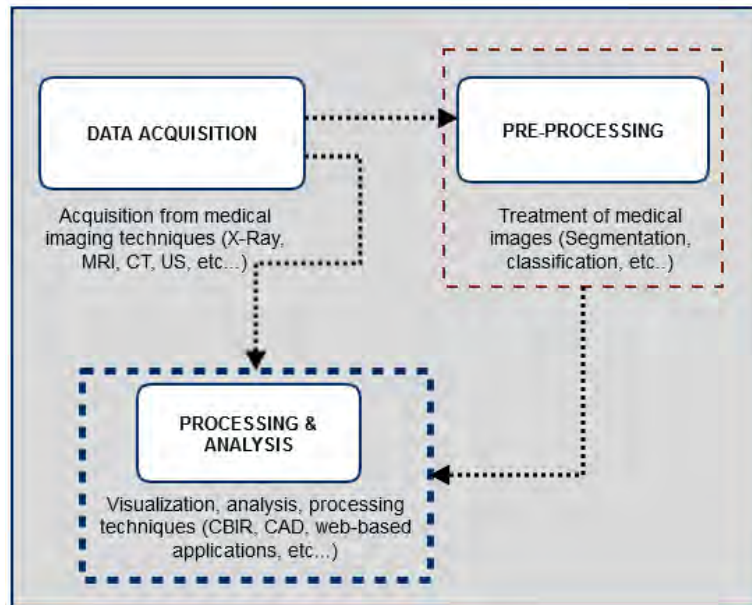 DATA ACQUISITION
Acquisition from medical
imaging techniques (X-Ray,
MRI, CT, US, etc...)
PRE-PROCESSING
Treatment of medical
images (Segmentation,
classification, etc..)
PROCESSING &
ANALYSIS
Visualization, analysis, processing
techniques (CBIR, CAD, web-based
applications, etc...)